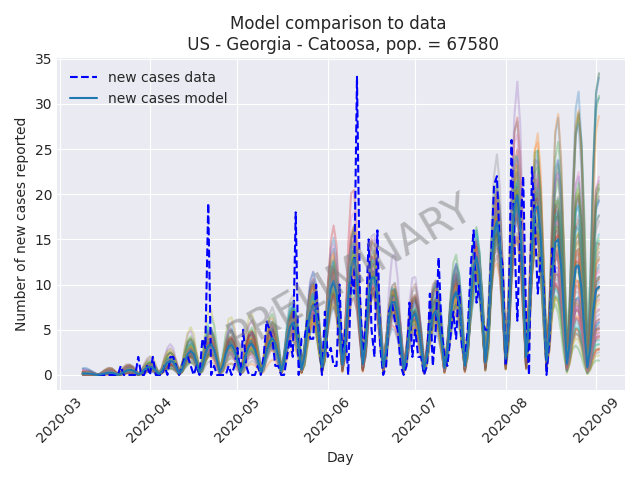 Model comparison to data
US - Georgia - Catoosa, pop. = 67580
new cases data
new cases model
PRELIMINARY
Number of new cases reported
35
30
25
20
15
10
5
0
2020-03
2020-04
2020-05
2020-06
2020-07
2020-08
2020-09
Day